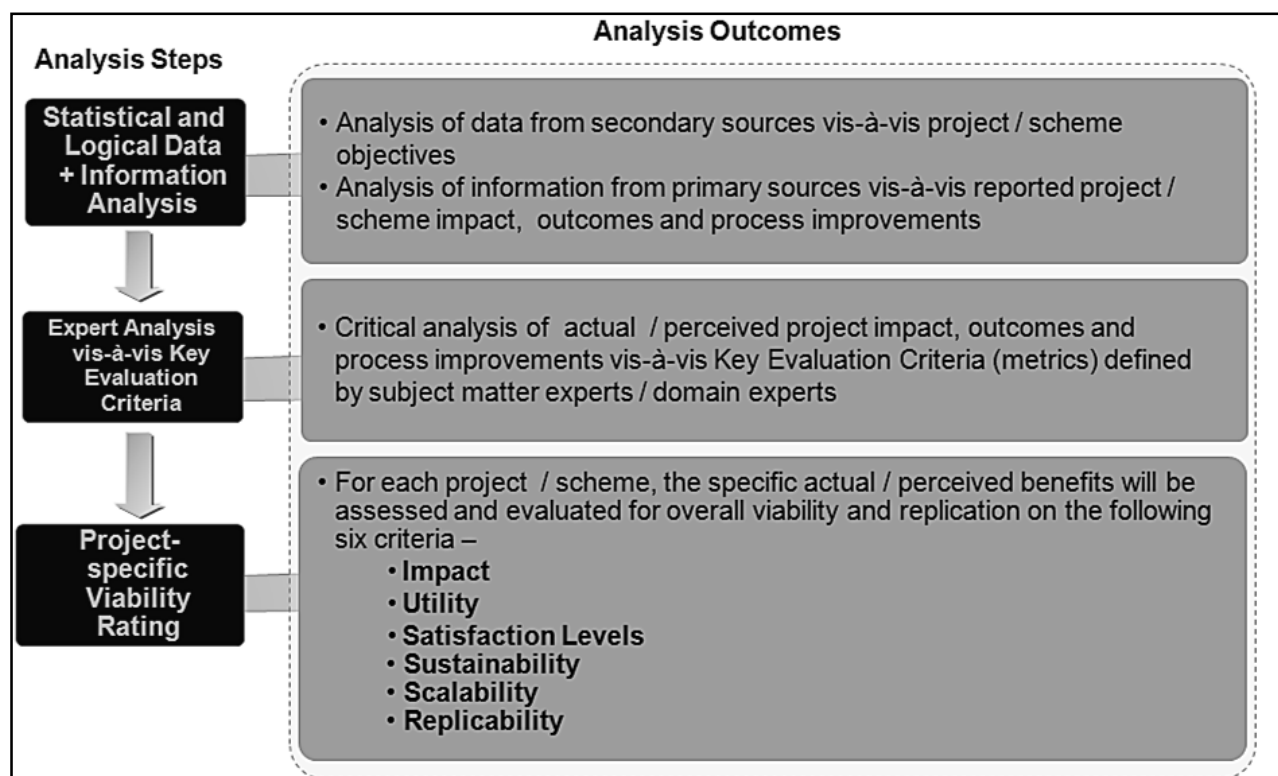 Analysis Outcomes
Analysis Steps
Statistical and
Logical Data
+ Information
Analysis
• Analysis of data from secondary sources vis-à-vis project / scheme
objectives
• Analysis of information from primary sources vis-à-vis reported project /
scheme impact, outcomes and process improvements
Expert Analysis
vis-à-vis Key
Evaluation
Criteria
• Critical analysis of actual / perceived project impact, outcomes and
process improvements vis-à-vis Key Evaluation Criteria (metrics) defined
by subject matter experts / domain experts
Project-
specific
Viability
Rating
• For each project / scheme, the specific actual / perceived benefits will be
assessed and evaluated for overall viability and replication on the following
six criteria –
• Impact
• Utility
• Satisfaction Levels
• Sustainability
• Scalability
• Replicability